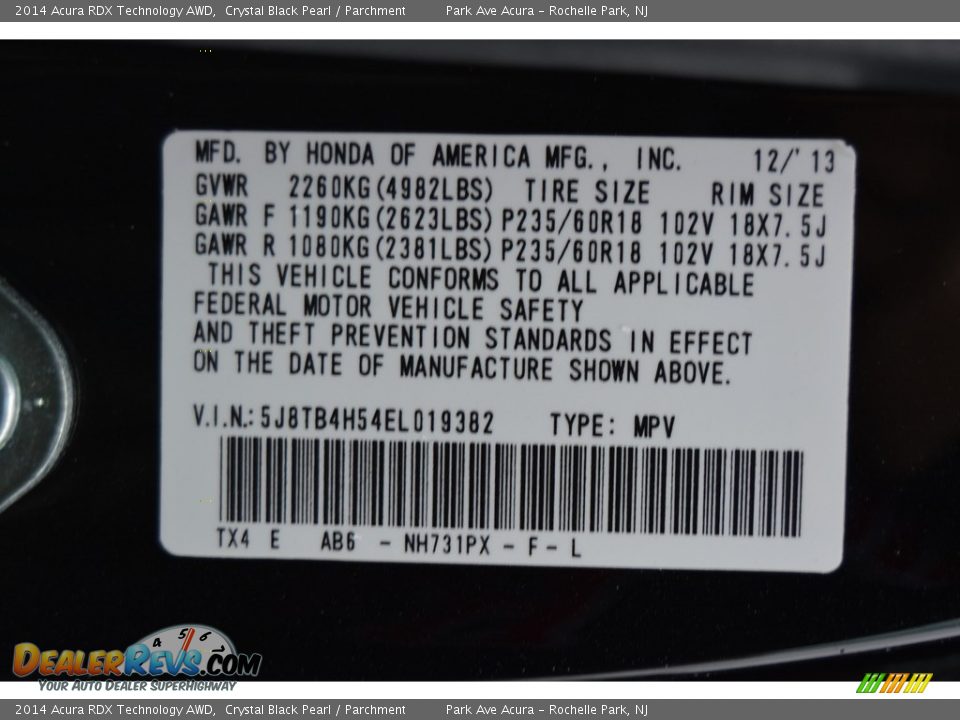 2014 Acura RDX Technology AWD,  Crystal Black Pearl / Parchment  Park Ave Acura - Rochelle Park, NJ
MFD. BY HONDA OF AMERICA MFG., INC.  12/'13
GVWR 2260KG(4982LBS) TIRE SIZE  RIM SIZE
GAWR F 1190KG(2623LBS) P235/60R18 102V 18X7.5J
GAWR R 1080KG(2381LBS) P235/60R18 102V 18X7.5J
THIS VEHICLE CONFORMS TO ALL APPLICABLE
FEDERAL MOTOR VEHICLE SAFETY
AND THEFT PREVENTION STANDARDS IN EFFECT
ON THE DATE OF MANUFACTURE SHOWN ABOVE.
V.I.N.: 5J8TB4H54EL019382  TYPE: MPV
TX4 E  AB6 - NH731PX - F - L
4 5 6
DEALERREVS.COM
YOUR AUTO DEALER SUPERHIGHWAY
2014 Acura RDX Technology AWD,  Crystal Black Pearl / Parchment  Park Ave Acura - Rochelle Park, NJ